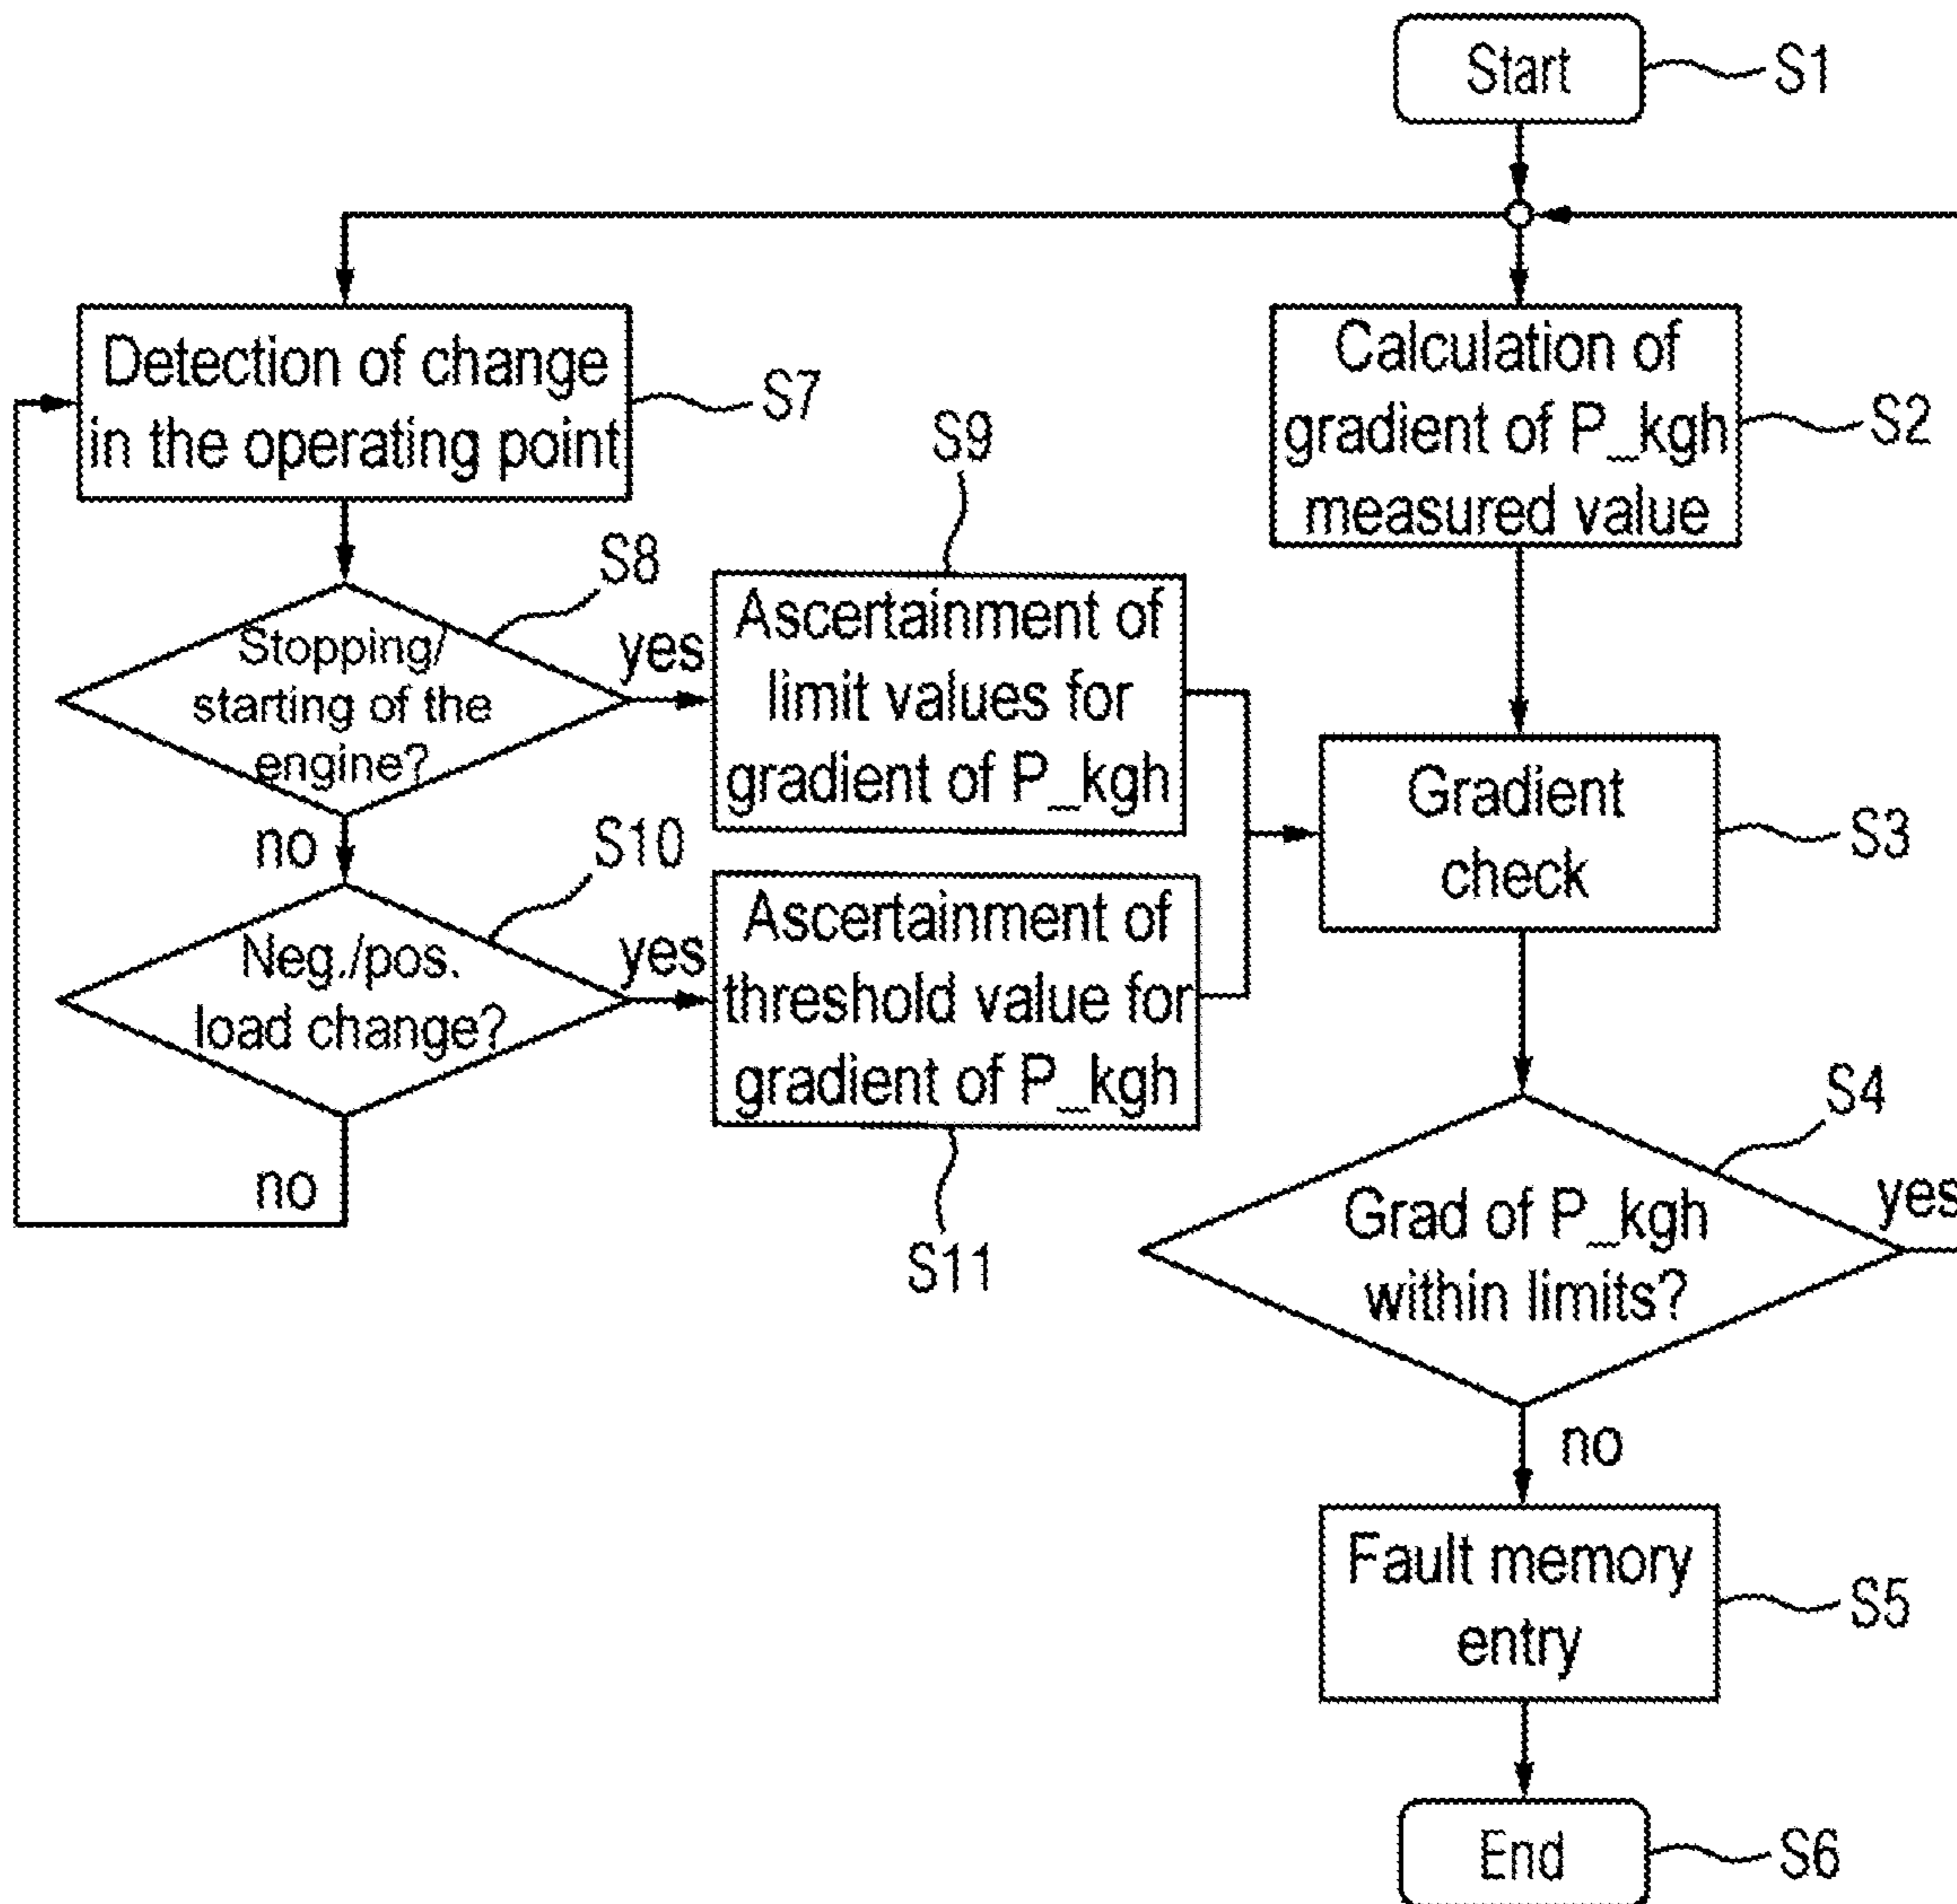 Start
S1
Detection of change
in the operating point
S7
Calculation of
gradient of P_kgh
measured value
S2
S8
Stopping/
starting of the
engine?
yes
no
S9
Ascertainment of
limit values for
gradient of P_kgh
S10
Neg./pos.
load change?
yes
no
Ascertainment of
threshold value for
gradient of P_kgh
S11
Gradient
check
S3
S4
Grad of P_kgh
within limits?
yes
no
Fault memory
entry
S5
End
S6